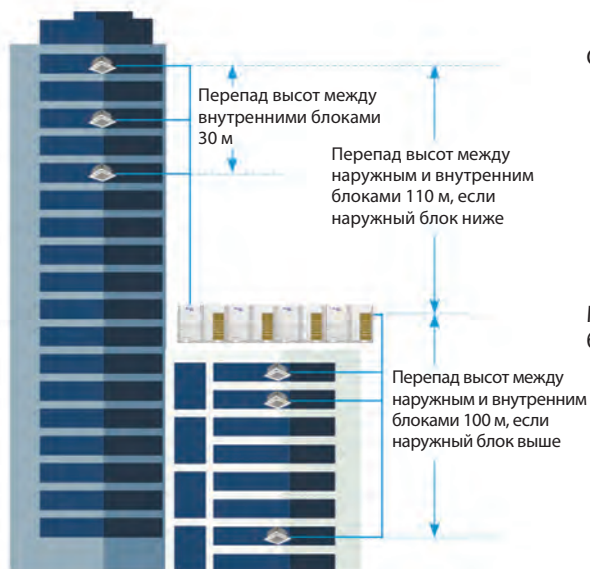 Перепад высот между
внутренними блоками
30 м
Перепад высот между
наружным и внутренним
блоками 110 м, если
наружный блок ниже
Перепад высот между
наружным и внутренним
блоками 100 м, если
наружный блок выше